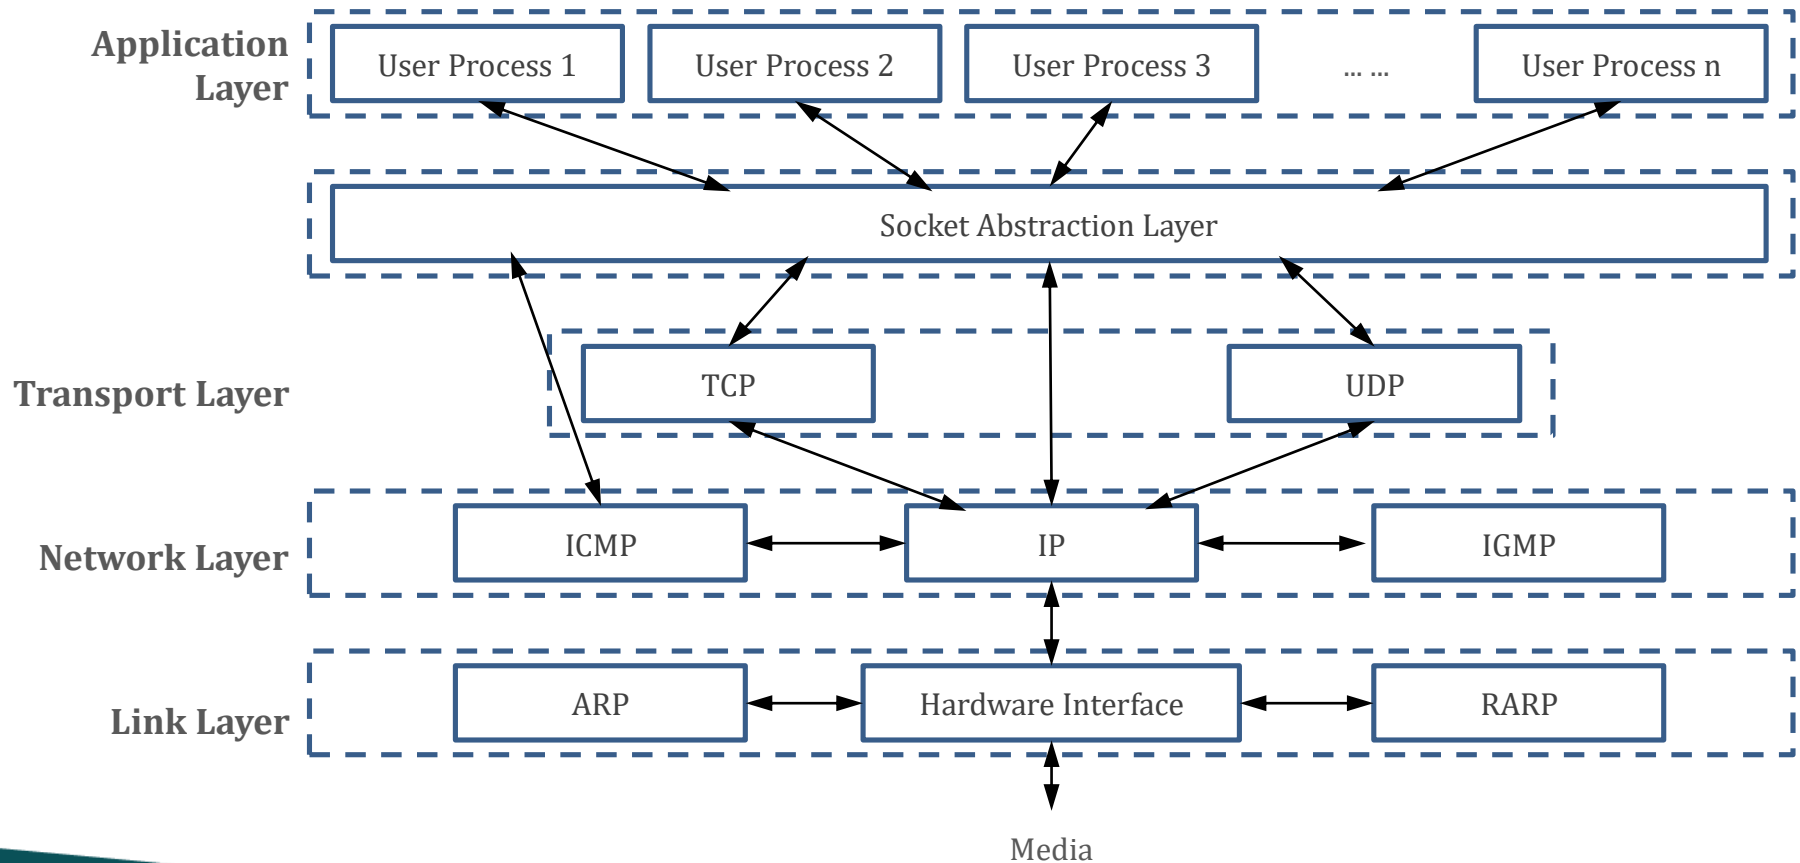 Application
Layer
User Process 1
User Process 2
User Process 3
... ...
User Process n
Socket Abstraction Layer
Transport Layer
TCP
UDP
Network Layer
ICMP
IP
IGMP
Link Layer
ARP
Hardware Interface
RARP
Media